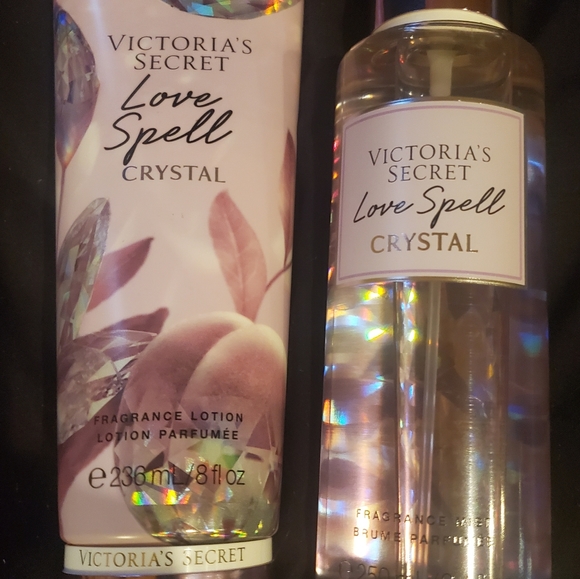 VICTORIA'S
SECRET
Love
Spell
CRYSTAL
FRAGRANCE LOTION
LOTION PARFUMÉE
℮236 mL/8 fl oz
VICTORIA'S SECRET
VICTORIA'S
SECRET
Love Spell
CRYSTAL
FRAGRANCE MIST
BRUME PARFUMÉE